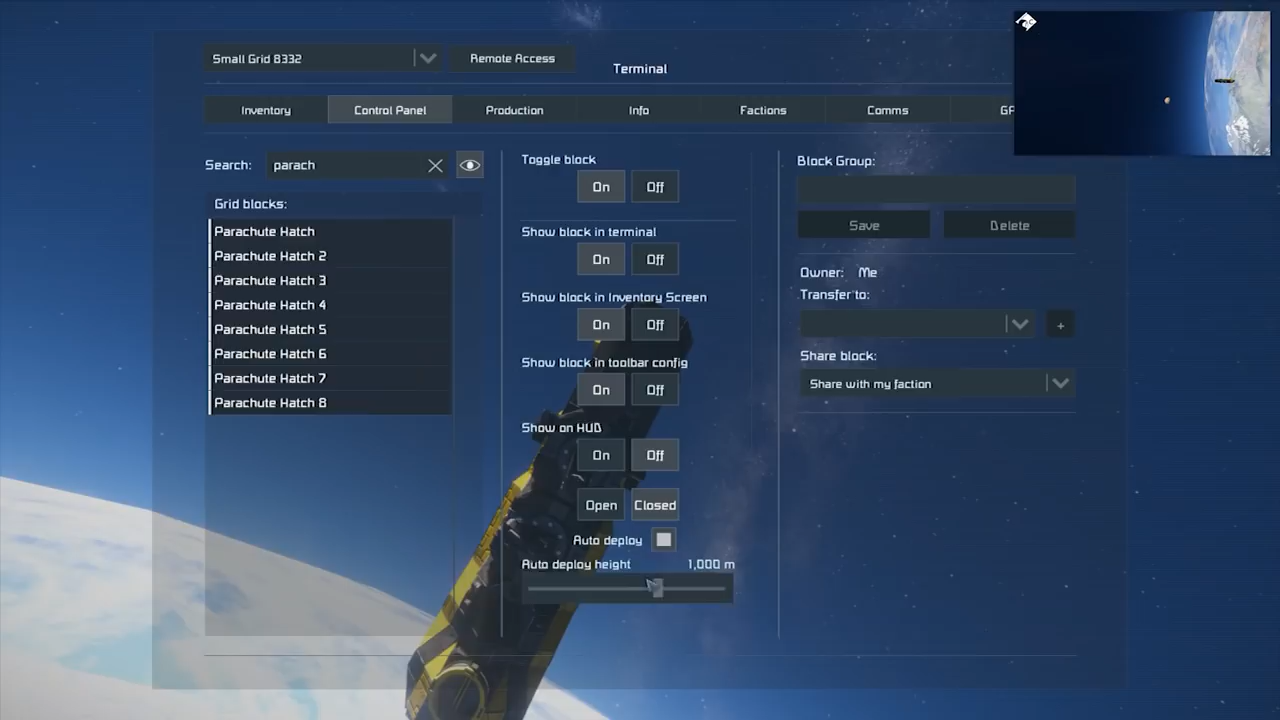 Small Grid 8332
Remote Access
Terminal
Inventory
Control Panel
Production
Info
Factions
Comms
Search:
parach
Grid blocks:
Parachute Hatch
Parachute Hatch 2
Parachute Hatch 3
Parachute Hatch 4
Parachute Hatch 5
Parachute Hatch 6
Parachute Hatch 7
Parachute Hatch 8
Toggle block
On Off
Show block in terminal
On Off
Show block in Inventory Screen
On Off
Show block in toolbar config
On Off
Show on HUD
On Off
Open Closed
Auto deploy
Auto deploy height 1,000 m
Block Group:
Save Delete
Owner: Me
Transfer to:
+
Share block:
Share with my faction